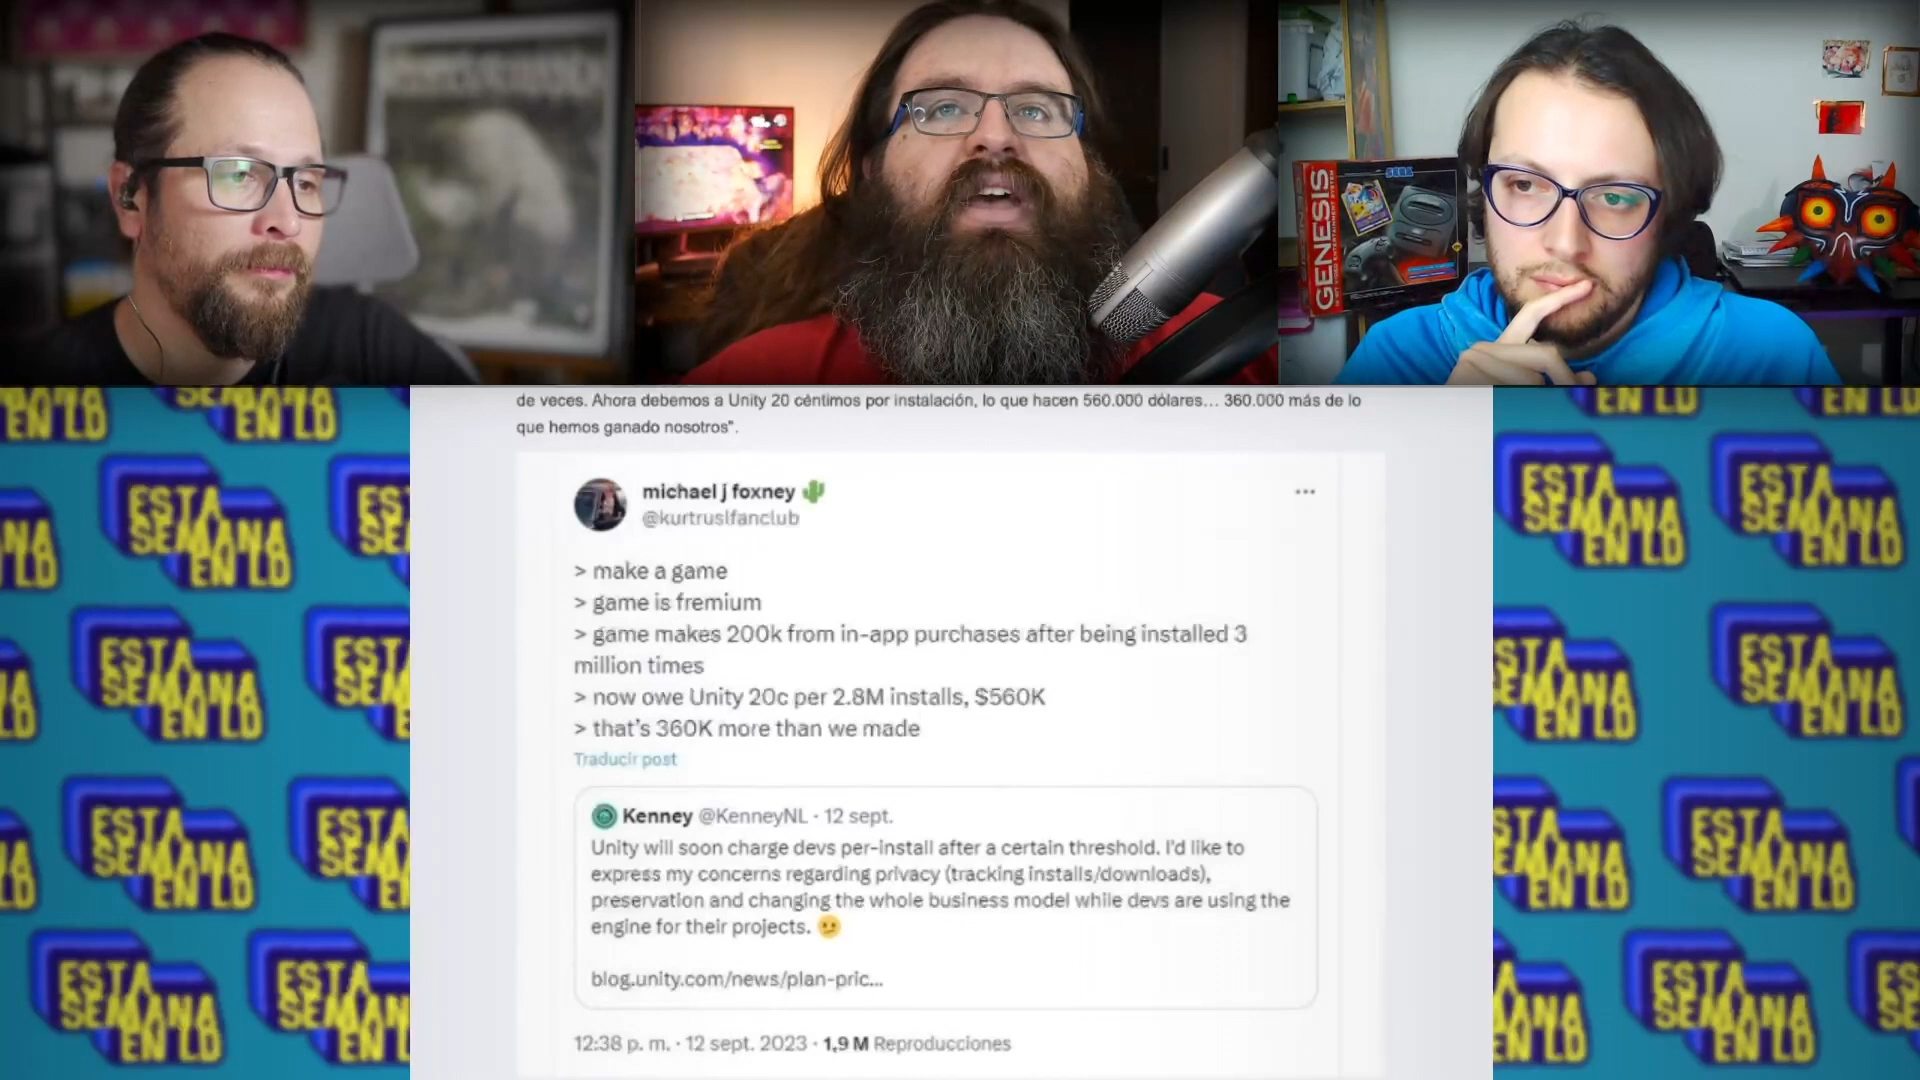 GENESIS
SEGA
de veces. Ahora debemos a Unity 20 céntimos por instalación, lo que hacen 560.000 dólares... 360.000 más de lo
que hemos ganado nosotros".
michael j foxney
@kurtruslfanclub
> make a game
> game is fremium
> game makes 200k from in-app purchases after being installed 3
million times
> now owe Unity 20c per 2.8M installs, $560K
> that's 360K more than we made
Traducir post
Kenney @KenneyNL · 12 sept.
Unity will soon charge devs per-install after a certain threshold. I'd like to
express my concerns regarding privacy (tracking installs/downloads),
preservation and changing the whole business model while devs are using the
engine for their projects.
blog.unity.com/news/plan-pric...
12:38 p. m. · 12 sept. 2023 · 1,9 M Reproducciones
ESTA
SEMANA
EN LD